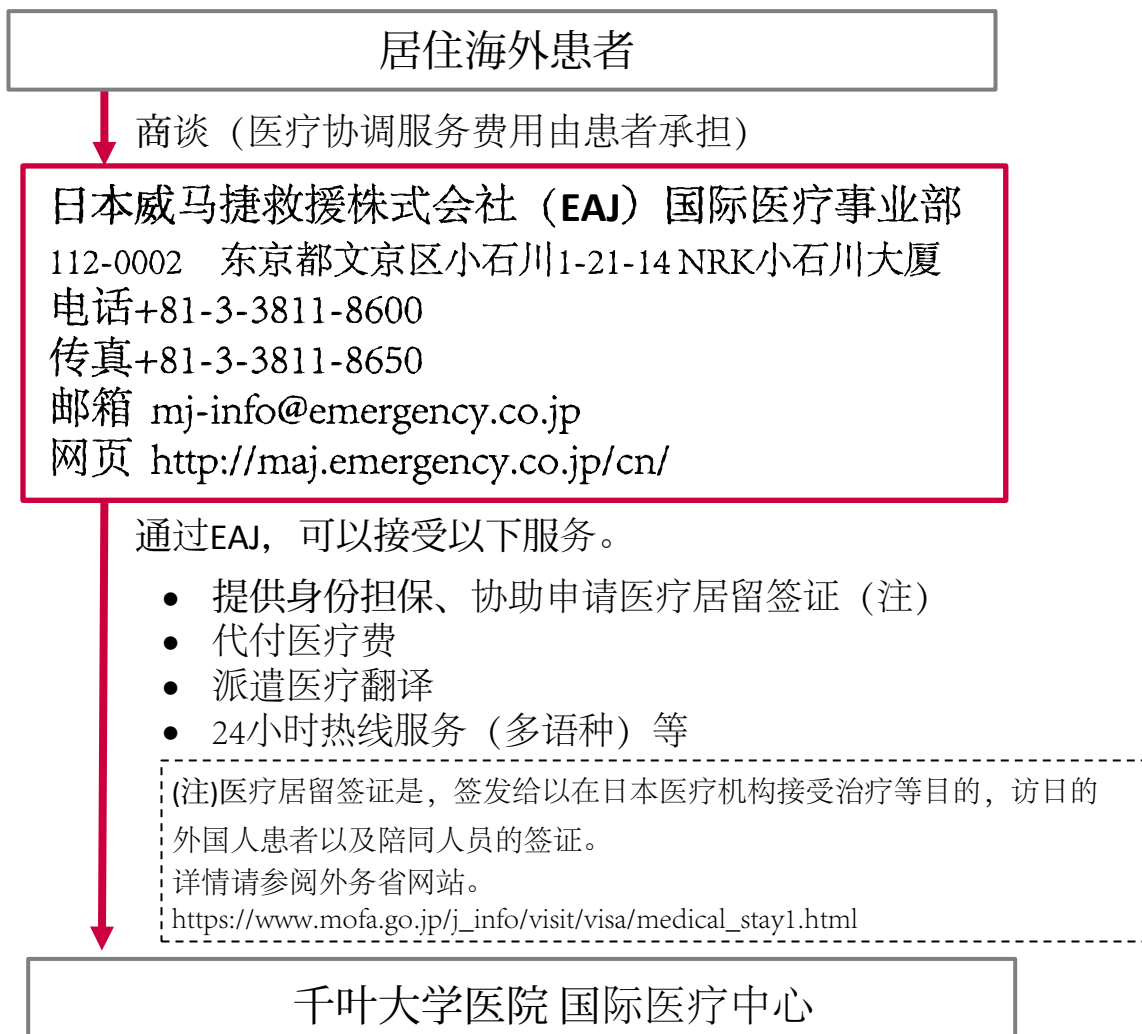 居住海外患者
商谈（医疗协调服务费用由患者承担）
日本威马捷救援株式会社（EAJ）国际医疗事业部
112-0002　东京都文京区小石川1-21-14 NRK小石川大厦
电话+81-3-3811-8600
传真+81-3-3811-8650
邮箱 mj-info@emergency.co.jp
网页 http://maj.emergency.co.jp/cn/
通过EAJ，可以接受以下服务。
• 提供身份担保、协助申请医疗居留签证（注）
• 代付医疗费
• 派遣医疗翻译
• 24小时热线服务（多语种）等
(注)医疗居留签证是，签发给以在日本医疗机构接受治疗等目的，访日的
外国人患者以及陪同人员的签证。
详情请参阅外务省网站。
https://www.mofa.go.jp/j_info/visit/visa/medical_stay1.html
千叶大学医院 国际医疗中心